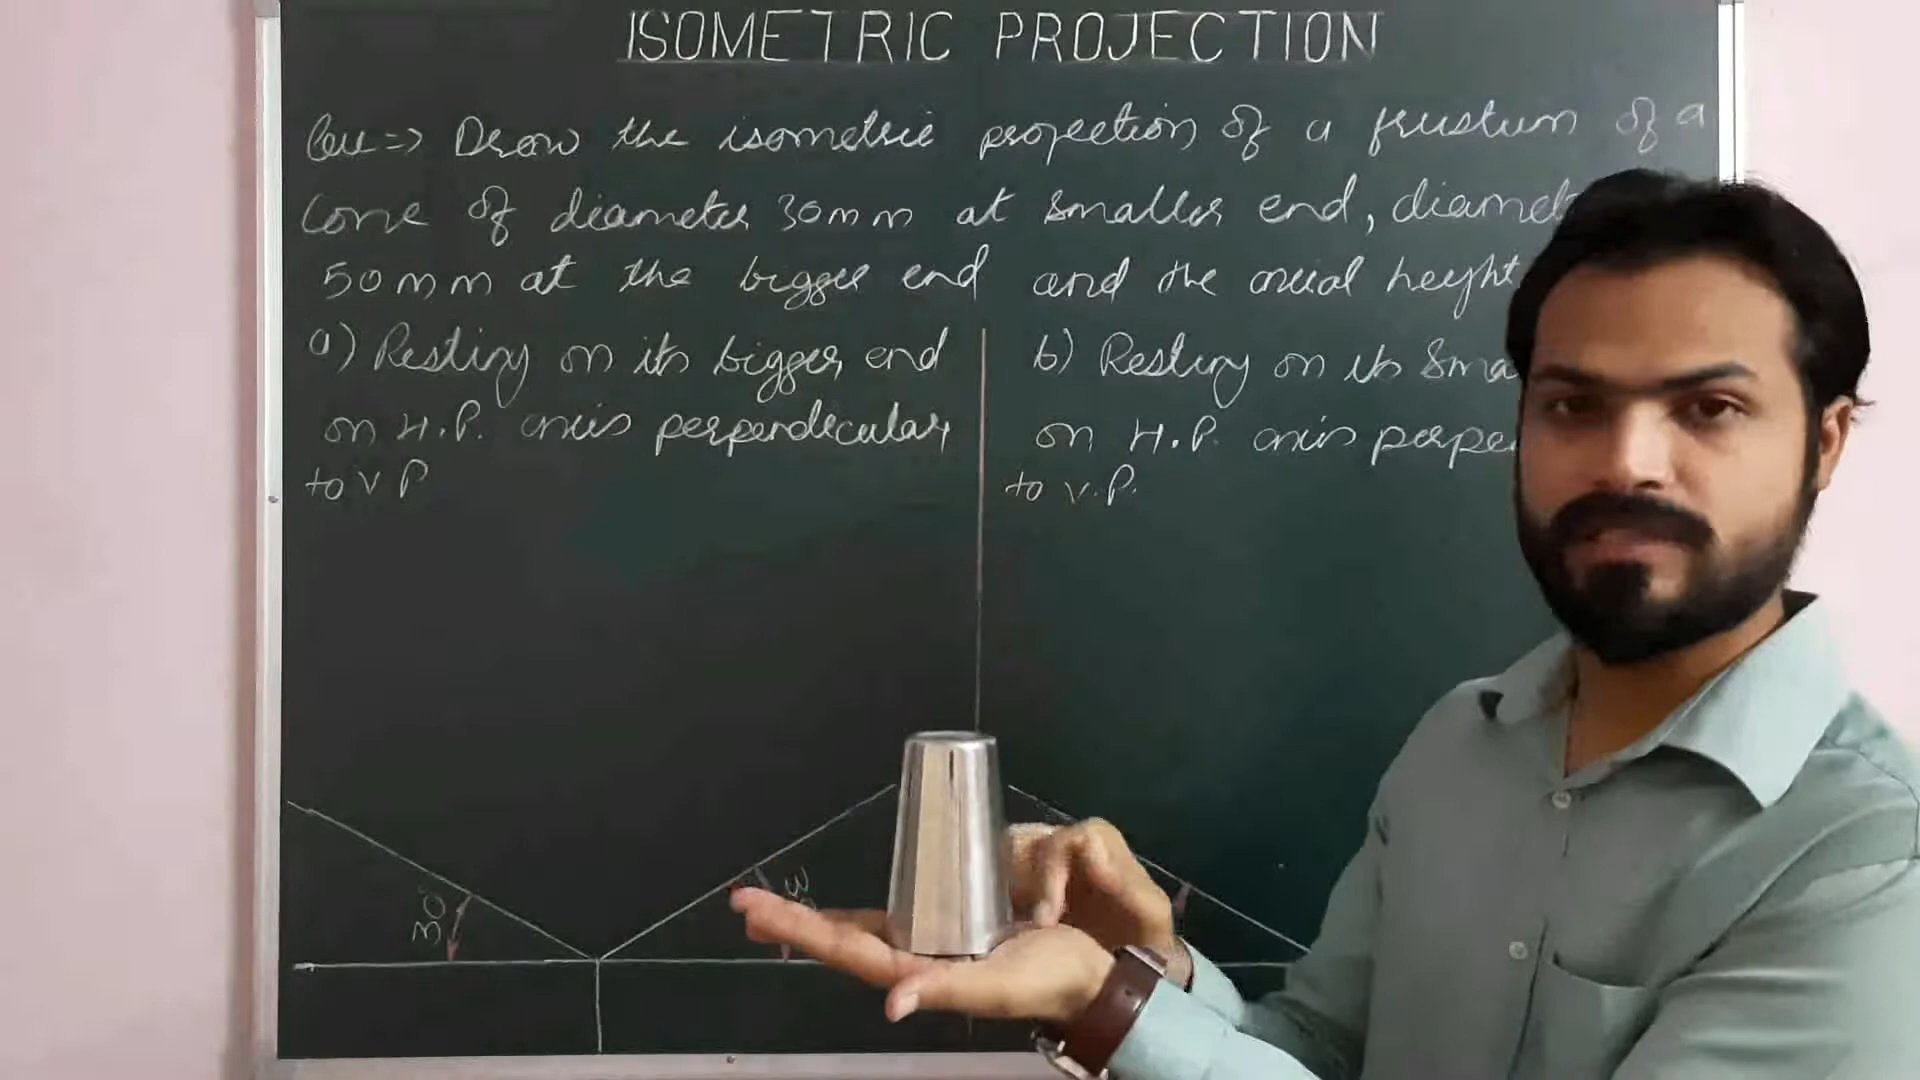 ISOMETRIC PROJECTION
Que => Draw the isometric projection of a frustum of a
cone of diameter 30mm at smaller end, diamet
50mm at the bigger end and the axial height
a) Resting on its bigger end
on H.P. axis perpendicular
to V P
b) Resting on its Sma
on H.P. axis perpe
to V.P.
30°